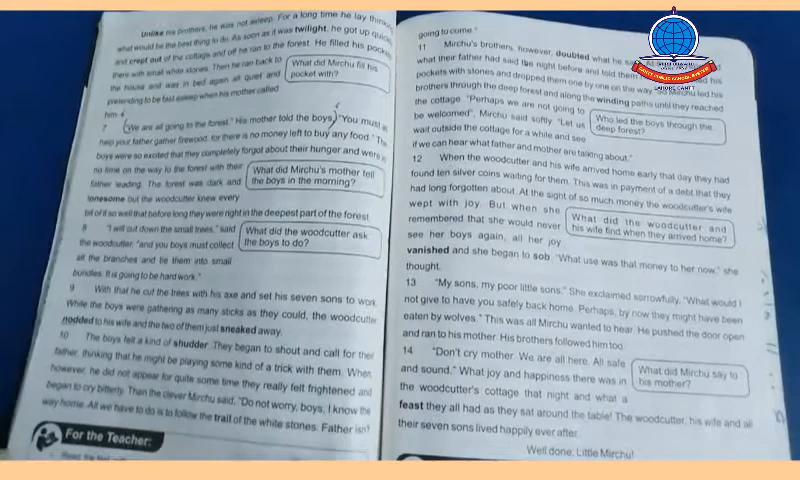 Unlike his brothers, he was not asleep. For a long time he lay thinking
what would be the best thing to do. As soon as it was twilight, he got up quickly
and crept out of the cottage and off he ran to the forest. He filled his pockets
there with small white stones. Then he ran back to
the house and was in bed again all quiet and
pretending to be fast asleep when his mother called
him.
What did Mirchu fill his
pocket with?
7 "We are all going to the forest." His mother told the boys. "You must
help your father gather firewood, for there is no money left to buy any food." The
boys were so excited that they completely forgot about their hunger and were in
no time on the way to the forest with their
father leading. The forest was dark and
lonesome but the woodcutter knew every
What did Mirchu's mother tell
the boys in the morning?
bit of it so well that before long they were right in the deepest part of the forest.
8 "I will cut down the small trees," said
the woodcutter, "and you boys must collect
all the branches and tie them into small
bundles. It is going to be hard work."
What did the woodcutter ask
the boys to do?
9 With that he cut the trees with his axe and set his seven sons to work.
While the boys were gathering as many sticks as they could, the woodcutter
nodded to his wife and the two of them just sneaked away.
10 The boys felt a kind of shudder. They began to shout and call for their
father, thinking that he might be playing some kind of a trick with them. When,
however, he did not appear for quite some time they really felt frightened and
began to cry bitterly. Than the clever Mirchu said, "Do not worry, boys, I know the
way home. All we have to do is to follow the trail of the white stones. Father isn't
For the Teacher:
going to come."
11 Mirchu's brothers, however, doubted what he
what their father had said the night before and told them
pockets with stones and dropped them one by one on the way. Mirchu led his
brothers through the deep forest and along the winding paths until they reached
the cottage. "Perhaps we are not going to
be welcomed", Mirchu said softly. "Let us
wait outside the cottage for a while and see
if we can hear what father and mother are talking about."
Who led the boys through the
deep forest?
12 When the woodcutter and his wife arrived home early that day they had
found ten silver coins waiting for them. This was in payment of a debt that they
had long forgotten about. At the sight of so much money the woodcutter's wife
wept with joy. But when she
remembered that she would never
see her boys again, all her joy
What did the woodcutter and
his wife find when they arrived home?
vanished and she began to sob. "What use was that money to her now," she
thought.
13 "My sons, my poor little sons." She exclaimed sorrowfully. "What would I
not give to have you safely back home. Perhaps, by now they might have been
eaten by wolves." This was all Mirchu wanted to hear. He pushed the door open
and ran to his mother. His brothers followed him too.
14 "Don't cry mother. We are all here. All safe
and sound." What joy and happiness there was in
the woodcutter's cottage that night and what a
What did Mirchu say to
his mother?
feast they all had as they sat around the table! The woodcutter, his wife and all
their seven sons lived happily ever after.
Well done, Little Mirchu!
LAHORE CANTT